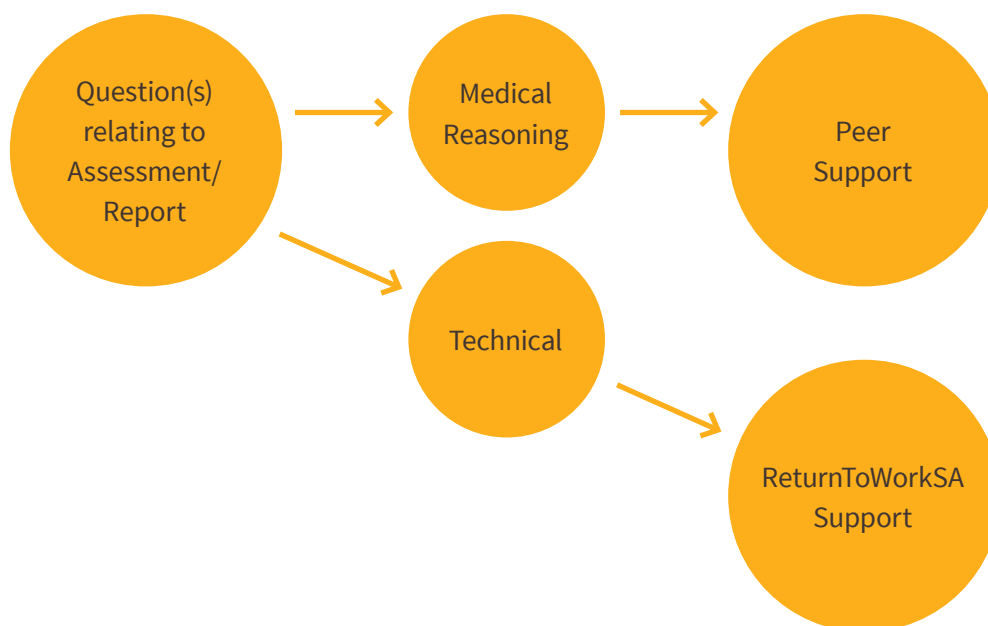 Question(s)
relating to
Assessment/
Report
Medical
Reasoning
Peer
Support
Technical
ReturnToWorkSA
Support